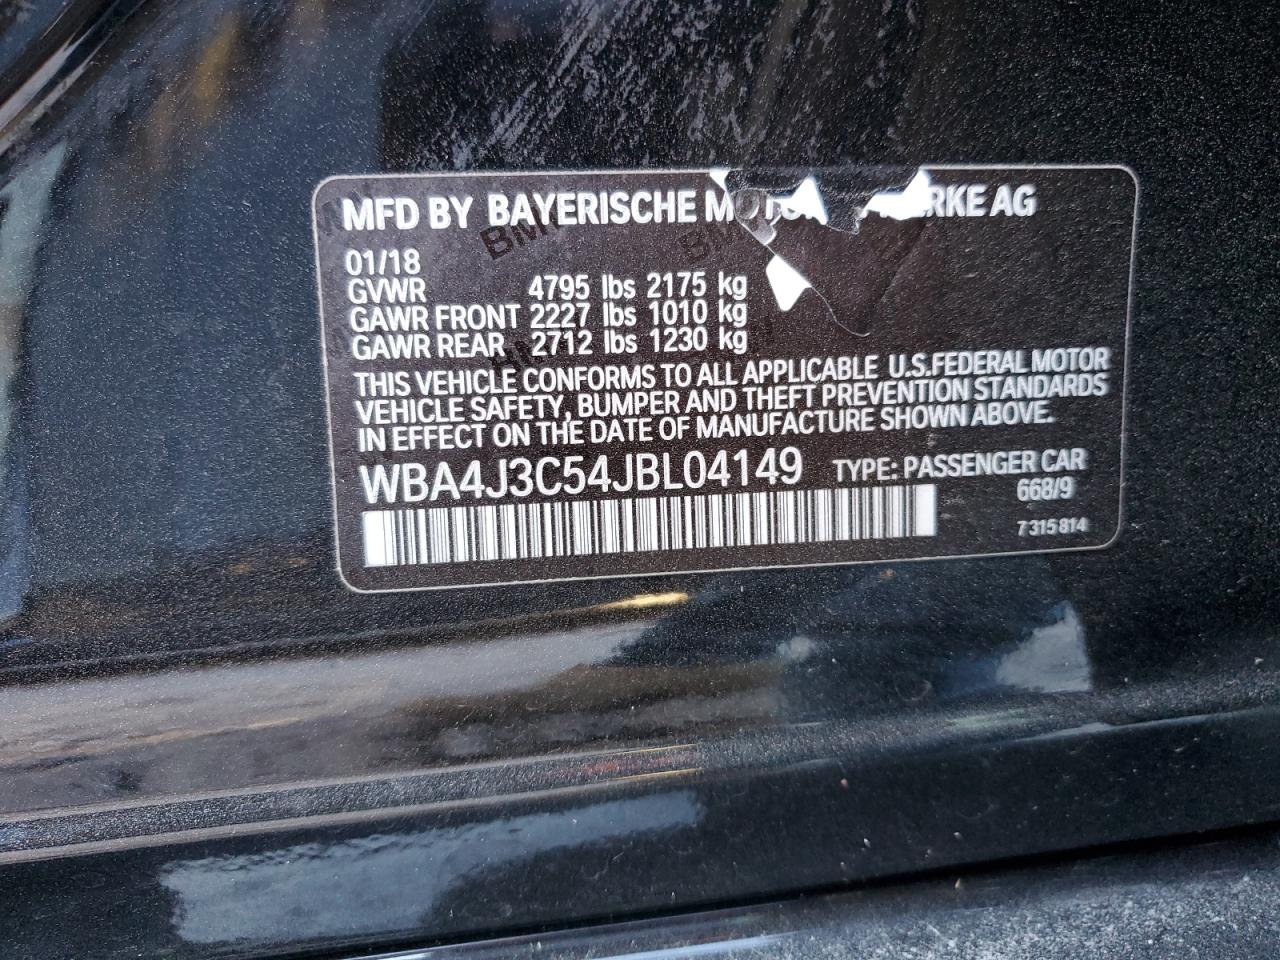 MFD BY BAYERISCHE AG
01/18
GVWR 4795 lbs 2175 kg
GAWR FRONT 2227 lbs 1010 kg
GAWR REAR 2712 lbs 1230 kg
THIS VEHICLE CONFORMS TO ALL APPLICABLE U.S.FEDERAL MOTOR
VEHICLE SAFETY, BUMPER AND THEFT PREVENTION STANDARDS
IN EFFECT ON THE DATE OF MANUFACTURE SHOWN ABOVE.
WBA4J3C54JBL04149 TYPE: PASSENGER CAR
668/9
7 315 814